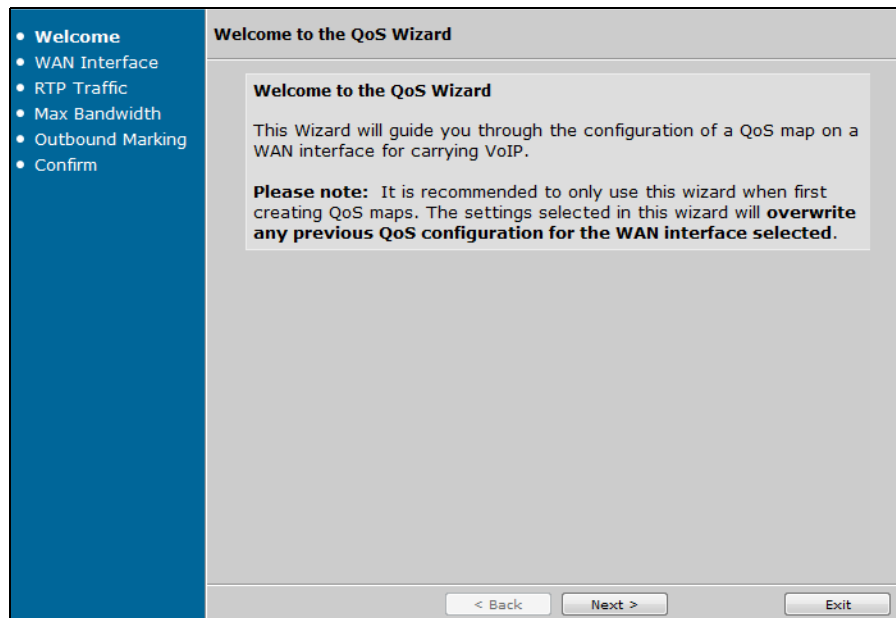 Welcome
WAN Interface
RTP Traffic
Max Bandwidth
Outbound Marking
Confirm
Welcome to the QoS Wizard
Welcome to the QoS Wizard
This Wizard will guide you through the configuration of a QoS map on a
WAN interface for carrying VoIP.
Please note: It is recommended to only use this wizard when first
creating QoS maps. The settings selected in this wizard will overwrite
any previous QoS configuration for the WAN interface selected.
< Back
Next >
Exit